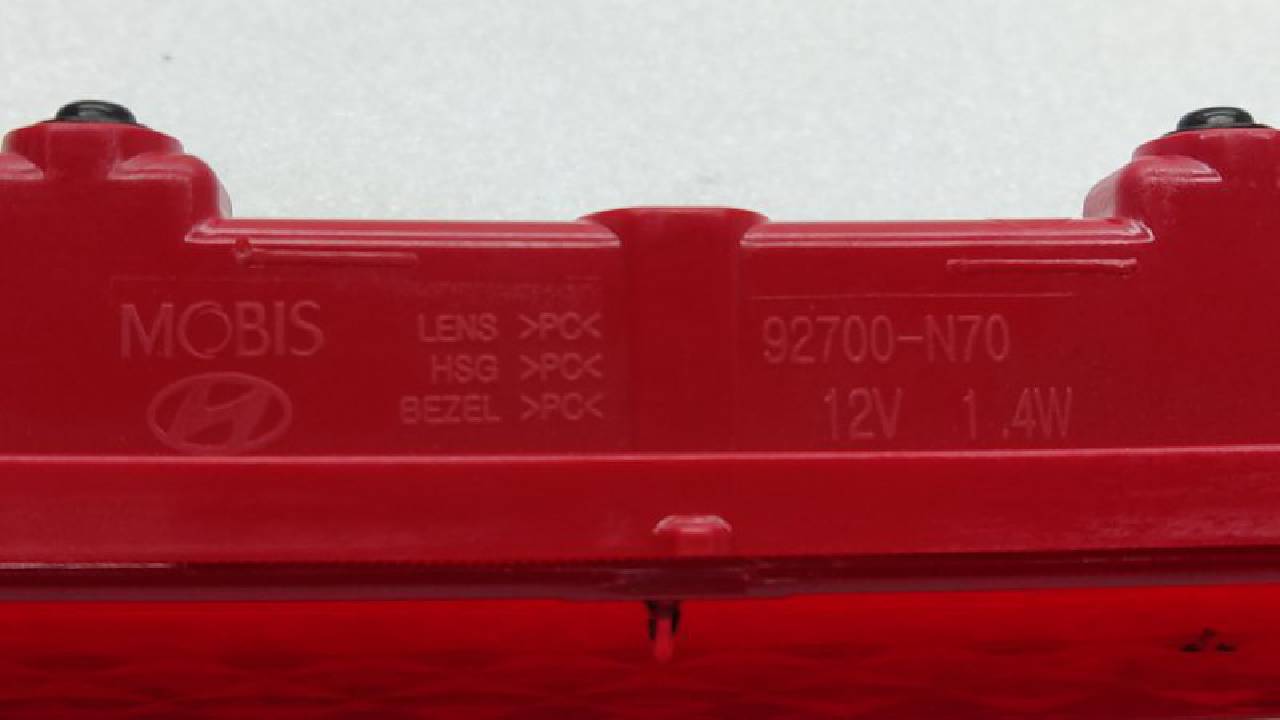 MOBIS
LENS >PC<
HSG >PC<
BEZEL >PC<
92700-N70
12V 1.4W